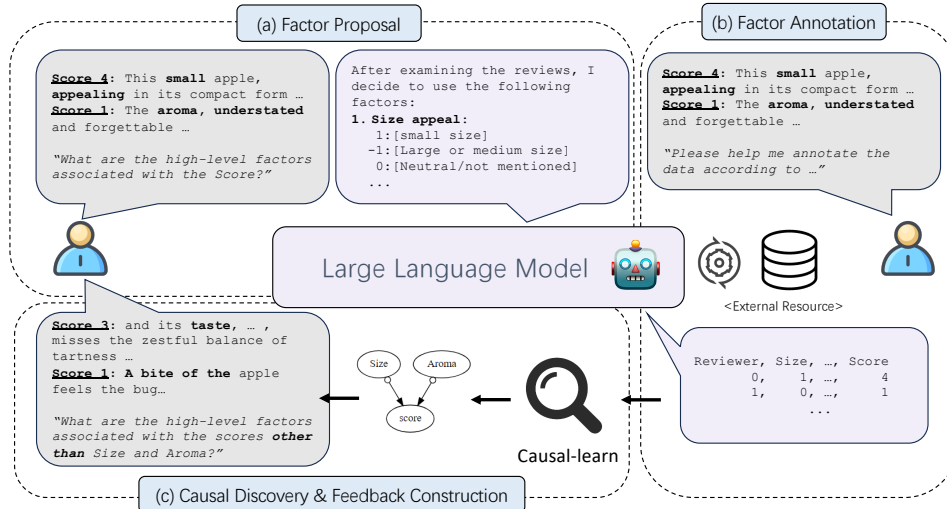 (a) Factor Proposal
Score 4: This small apple,
appealing in its compact form …
Score 1: The aroma, understated
and forgettable …
“What are the high-level factors
associated with the Score?”
After examining the reviews, I
decide to use the following
factors:
1. Size appeal:
1:[small size]
-1:[Large or medium size]
0:[Neutral/not mentioned]
...
(b) Factor Annotation
Score 4: This small apple,
appealing in its compact form …
Score 1: The aroma, understated
and forgettable …
“Please help me annotate the
data according to …”
Large Language Model
<External Resource>
Score 3: and its taste, … ,
misses the zestful balance of
tartness …
Score 1: A bite of the apple
feels the bug…
“What are the high-level factors
associated with the scores other
than Size and Aroma?”
Size
Aroma
score
Causal-learn
Reviewer, Size, …, Score
0, 1, …, 4
1, 0, …, 1
...
(c) Causal Discovery & Feedback Construction